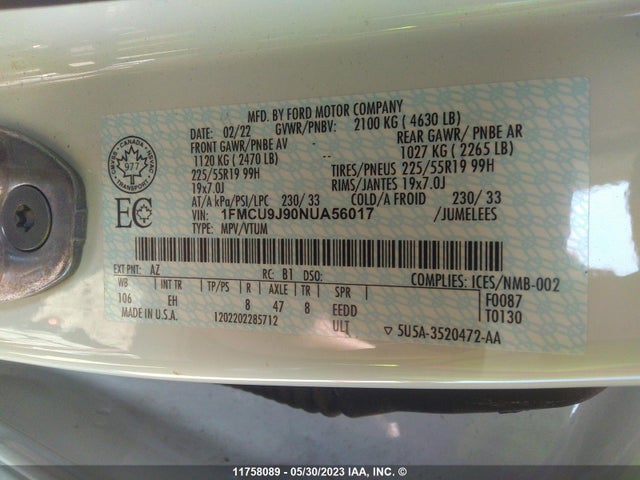 MFD. BY FORD MOTOR COMPANY
DATE: 02/22 GVWR/PNBV: 2100 KG ( 4630 LB)
FRONT GAWR/PNBE AV REAR GAWR/ PNBE AR
1120 KG ( 2470 LB) 1027 KG ( 2265 LB)
225/55R19 99H TIRES/PNEUS 225/55R19 99H
19x7.0J RIMS/JANTES 19x7.0J
AT/A kPa/PSI/LPC 230/ 33 COLD/A FROID 230/ 33
VIN: 1FMCU9J90NUA56017 /JUMELEES
TYPE: MPV/VTUM
CANADA
977
TRANSPORT
EC
EXT PNT: AZ RC: B1 DSO: COMPLIES: ICES/NMB-002
WB INT TR TP/PS R AXLE TR SPR F0087
106 EH 8 47 8 EEDD T0130
MADE IN U.S.A. 1202202285712 ULT 5U5A-3520472-AA
11758089 - 05/30/2023 IAA, INC. ©